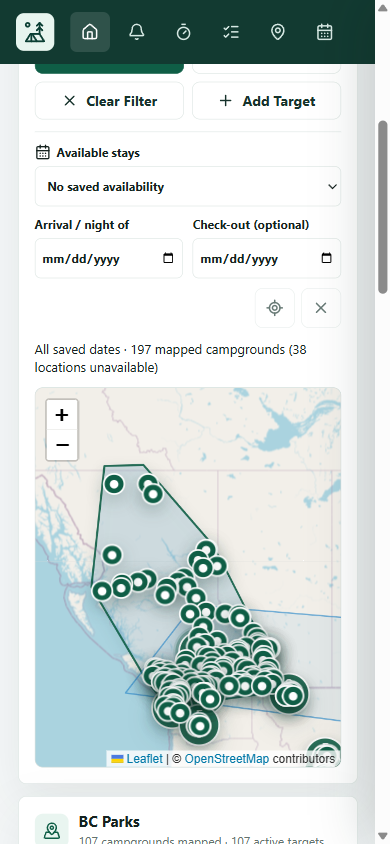 Clear Filter
Add Target
Available stays
No saved availability
Arrival / night of
Check-out (optional)
mm/dd/yyyy
mm/dd/yyyy
All saved dates · 197 mapped campgrounds (38
locations unavailable)
+
−
Leaflet | © OpenStreetMap contributors
BC Parks
107 campgrounds mapped · 107 active targets